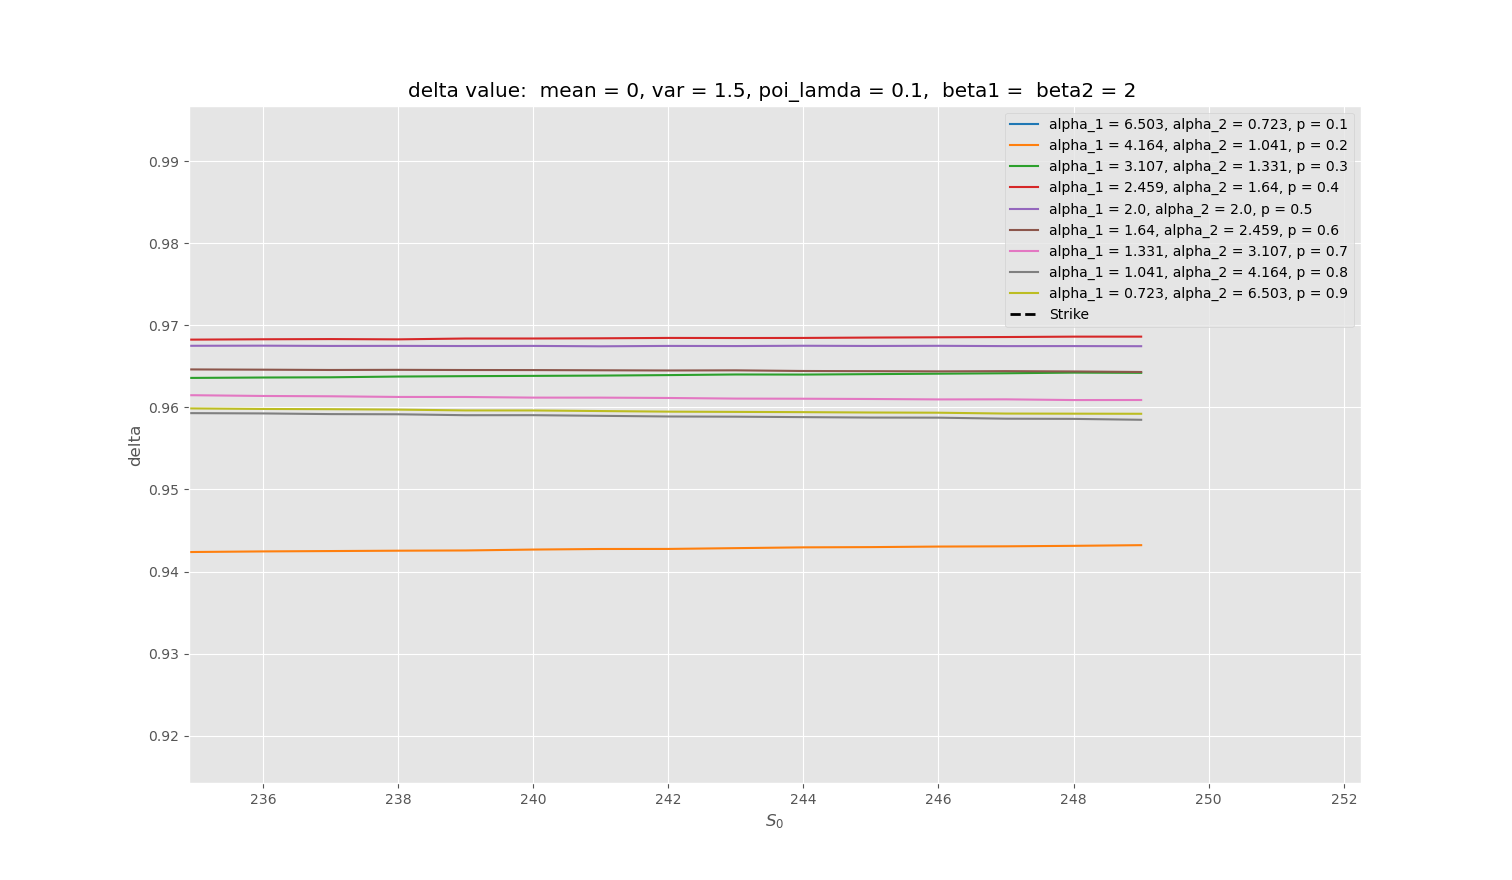 delta value:  mean = 0, var = 1.5, poi_lamda = 0.1,  beta1 =  beta2 = 2
alpha_1 = 6.503, alpha_2 = 0.723, p = 0.1
alpha_1 = 4.164, alpha_2 = 1.041, p = 0.2
alpha_1 = 3.107, alpha_2 = 1.331, p = 0.3
alpha_1 = 2.459, alpha_2 = 1.64, p = 0.4
alpha_1 = 2.0, alpha_2 = 2.0, p = 0.5
alpha_1 = 1.64, alpha_2 = 2.459, p = 0.6
alpha_1 = 1.331, alpha_2 = 3.107, p = 0.7
alpha_1 = 1.041, alpha_2 = 4.164, p = 0.8
alpha_1 = 0.723, alpha_2 = 6.503, p = 0.9
Strike
0.99
0.98
0.97
0.96
0.95
0.94
0.93
0.92
delta
236 238 240 242 244 246 248 250 252
S_0